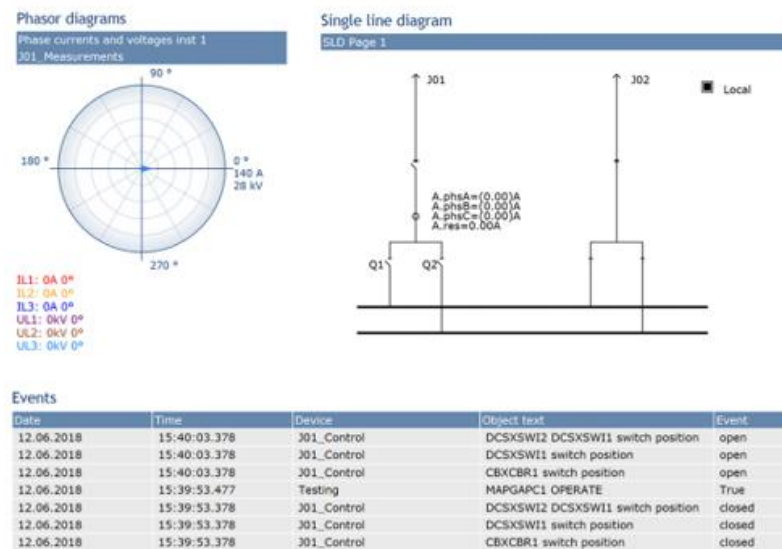 Phasor diagrams
Phase currents and voltages inst 1
J01_Measurements
90 °
180 °
0 °
140 A
28 kV
270 °
IL1: 0A 0°
IL2: 0A 0°
IL3: 0A 0°
UL1: 0kV 0°
UL2: 0kV 0°
UL3: 0kV 0°
Single line diagram
SLD Page 1
J01
J02
Local
A.phsA=(0.00)A
A.phsB=(0.00)A
A.phsC=(0.00)A
A.res=0.00A
Q1
Q2
Events
Date Time Device Object text Event
12.06.2018 15:40:03.378 J01_Control DCSXSWI2 DCSXSWI1 switch position open
12.06.2018 15:40:03.378 J01_Control DCSXSWI1 switch position open
12.06.2018 15:40:03.378 J01_Control CBXCBR1 switch position open
12.06.2018 15:39:53.477 Testing MAPGAPC1 OPERATE True
12.06.2018 15:39:53.378 J01_Control DCSXSWI2 DCSXSWI1 switch position closed
12.06.2018 15:39:53.378 J01_Control DCSXSWI1 switch position closed
12.06.2018 15:39:53.378 J01_Control CBXCBR1 switch position closed